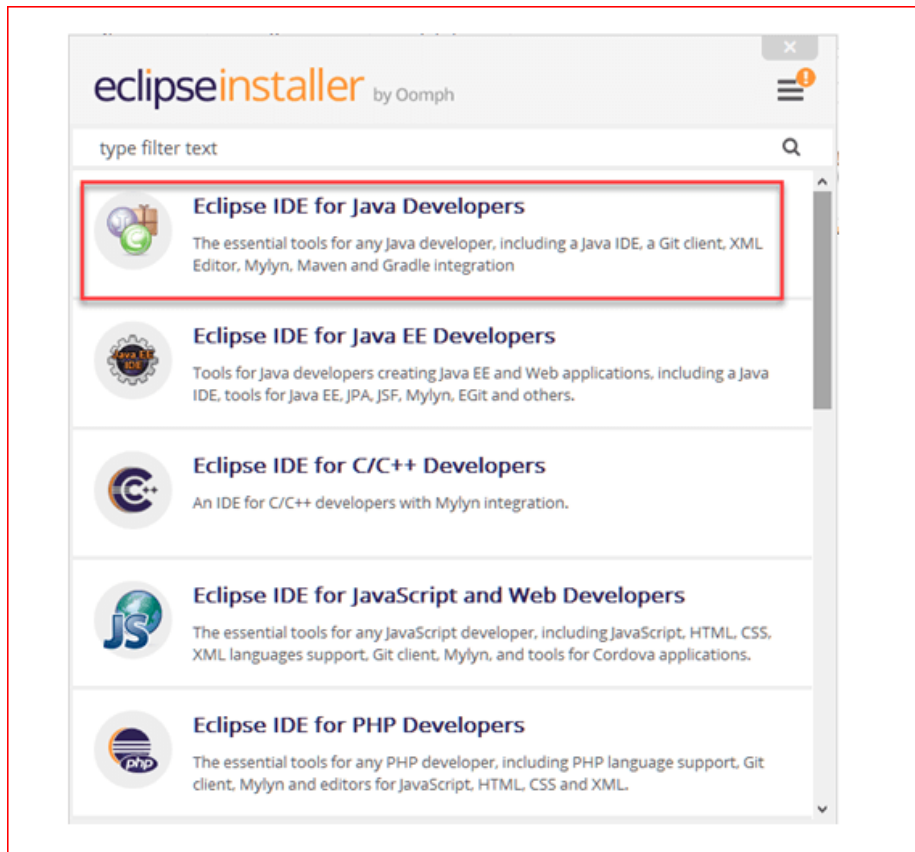 eclipseinstaller by Oomph
type filter text
Eclipse IDE for Java Developers
The essential tools for any Java developer, including a Java IDE, a Git client, XML
Editor, Mylyn, Maven and Gradle integration
Eclipse IDE for Java EE Developers
Tools for Java developers creating Java EE and Web applications, including a Java
IDE, tools for Java EE, JPA, JSF, Mylyn, EGit and others.
Java EE
IDE
Eclipse IDE for C/C++ Developers
An IDE for C/C++ developers with Mylyn integration.
C++
Eclipse IDE for JavaScript and Web Developers
The essential tools for any JavaScript developer, including JavaScript, HTML, CSS,
XML languages support, Git client, Mylyn, and tools for Cordova applications.
JS
Eclipse IDE for PHP Developers
The essential tools for any PHP developer, including PHP language support, Git
client, Mylyn and editors for JavaScript, HTML, CSS and XML.
php